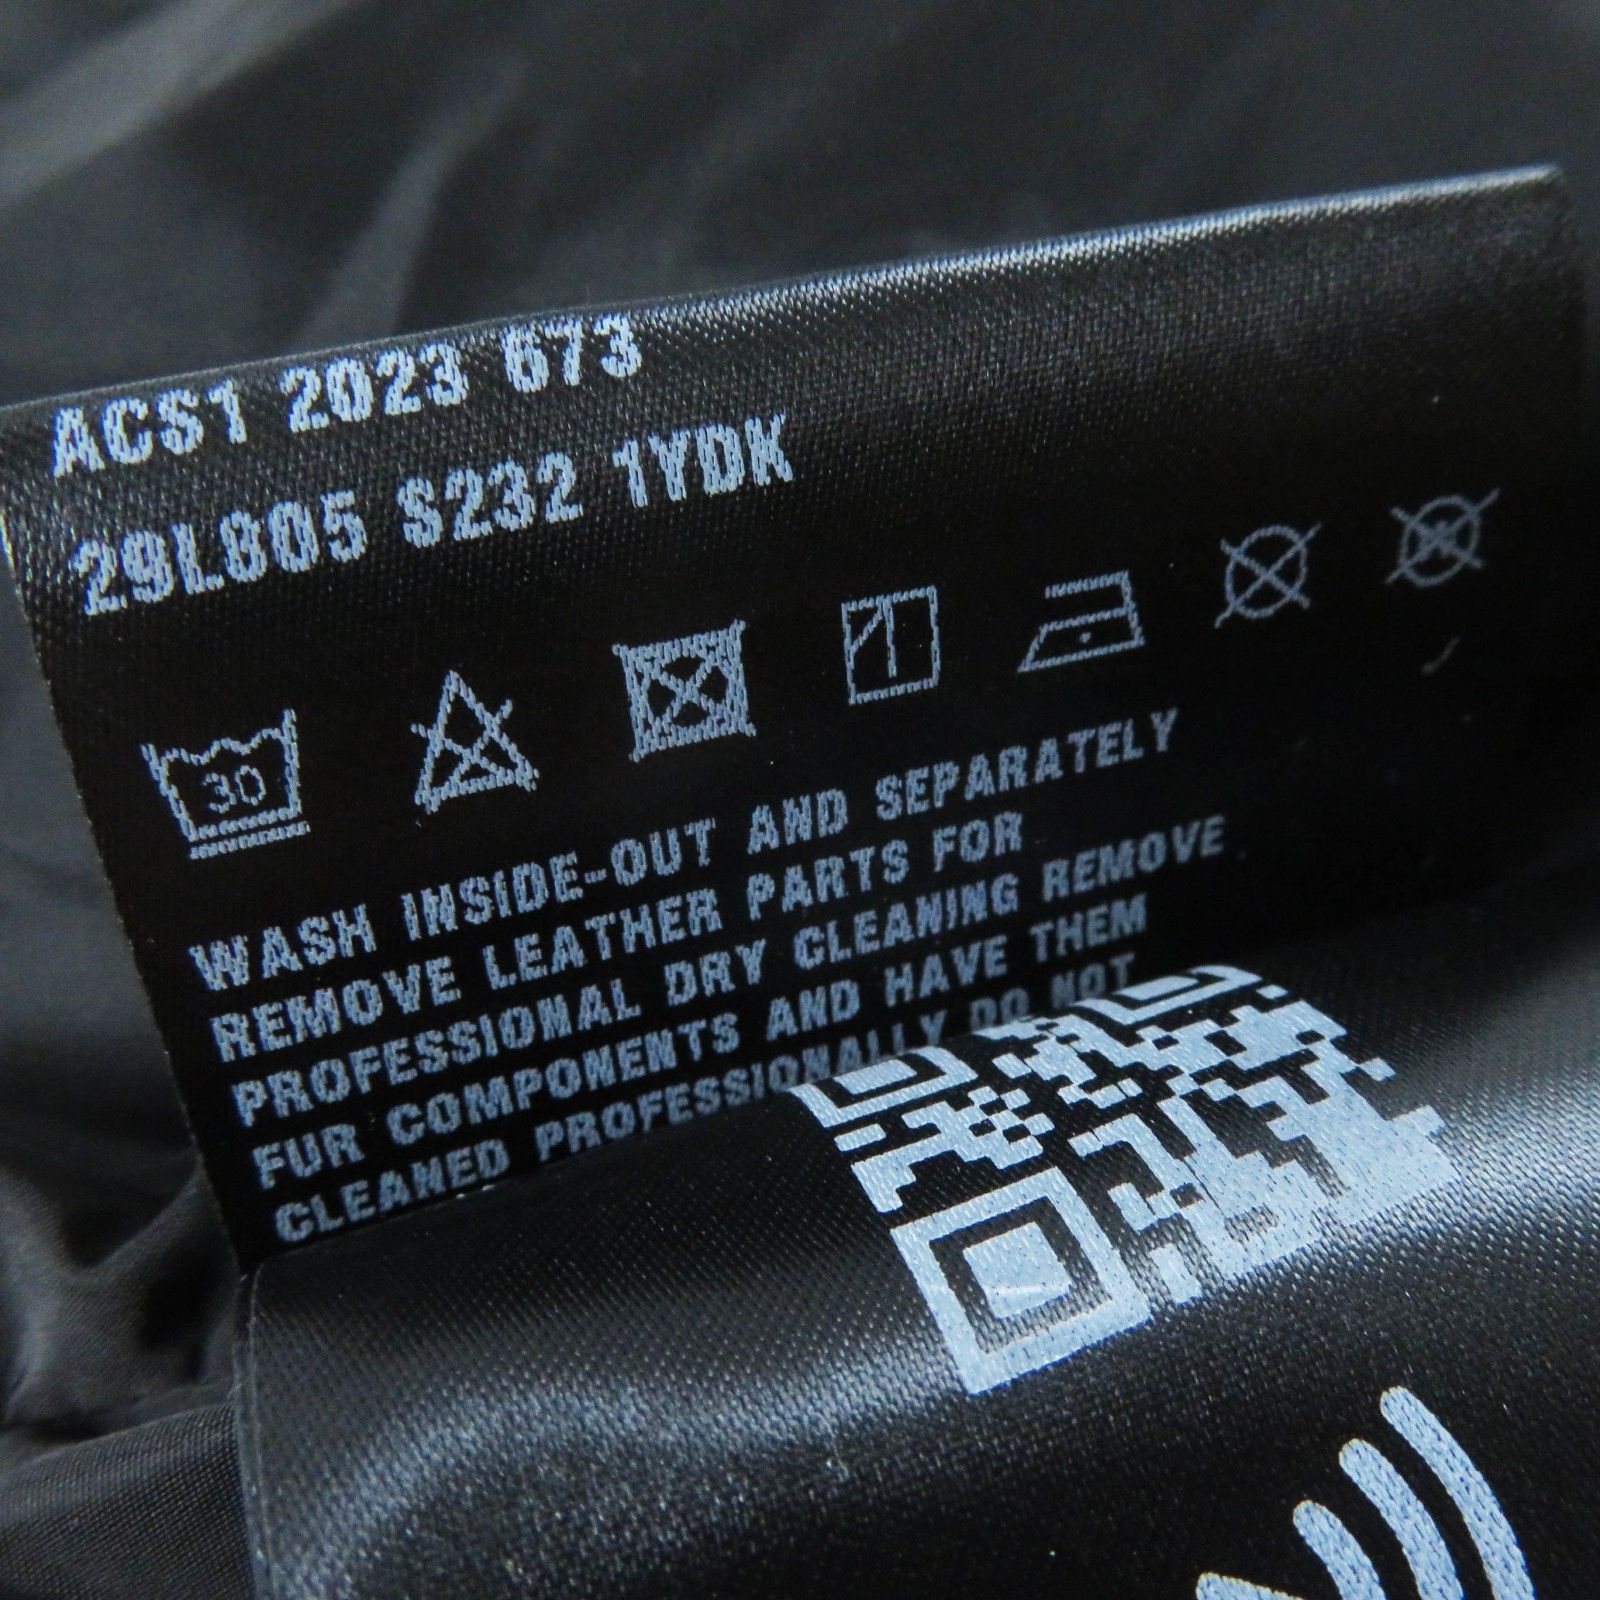 ACS1 2023 673
29L805 S232 1YDK
30
WASH INSIDE-OUT AND SEPARATELY
REMOVE LEATHER PARTS FOR
PROFESSIONAL DRY CLEANING REMOVE
FUR COMPONENTS AND HAVE THEM
CLEANED PROFESSIONALLY DO NOT